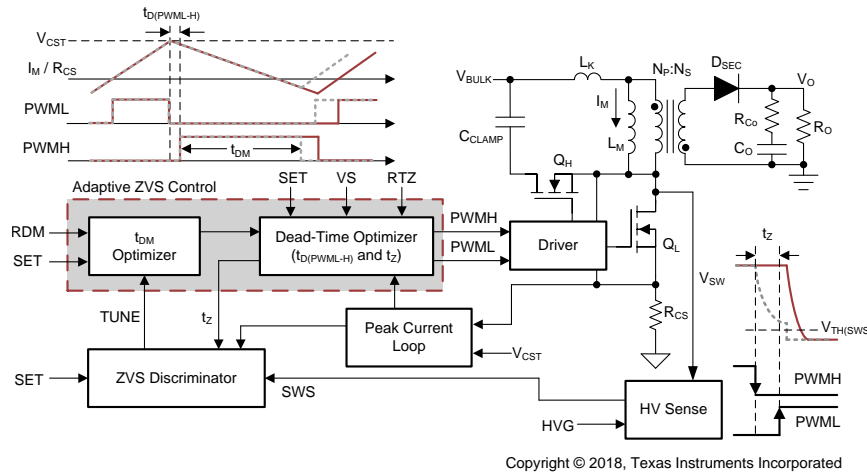 tD(PWML-H)
VCST
IM / RCS
PWML
PWMH
tDM
VBULK
LK
NP:NS
DSEC
VO
IM
CCLAMP
LM
RCo
RO
CO
QH
Adaptive ZVS Control
SET
VS
RTZ
RDM
SET
tDM
Optimizer
Dead-Time Optimizer
(tD(PWML-H) and tZ)
PWMH
PWML
Driver
QL
VSW
tZ
VTH(SWS)
TUNE
tZ
Peak Current
Loop
RCS
VCST
SET
ZVS Discriminator
SWS
HVG
HV Sense
PWMH
PWML
Copyright © 2018, Texas Instruments Incorporated